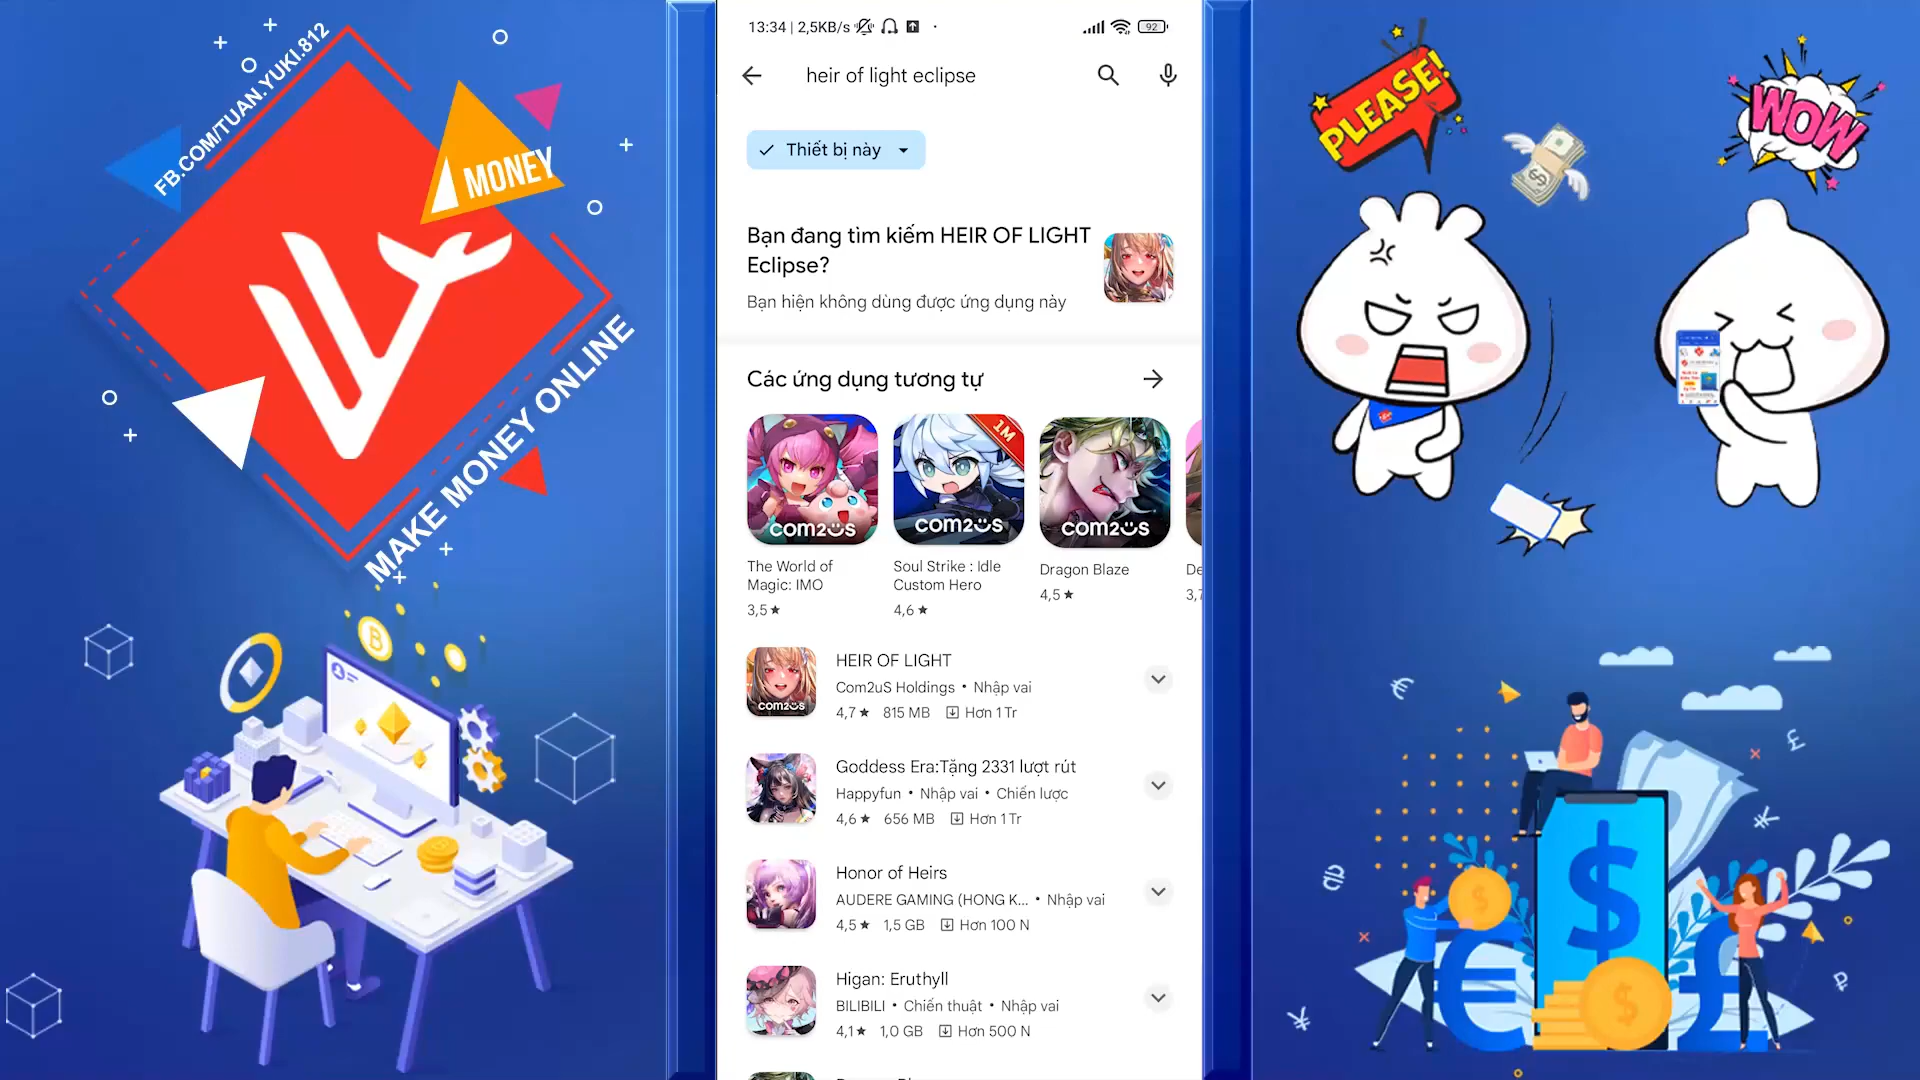 FB.COM/TUAN.YUKI.812
MONEY
MAKE MONEY ONLINE
13:34 | 2,5KB/s
92
heir of light eclipse
Thiết bị này
Bạn đang tìm kiếm HEIR OF LIGHT
Eclipse?
Bạn hiện không dùng được ứng dụng này
Các ứng dụng tương tự
com2us
1M
com2us
com2us
The World of
Magic: IMO
3,5★
Soul Strike : Idle
Custom Hero
4,6★
Dragon Blaze
4,5★
De
3,7
com2us
HEIR OF LIGHT
Com2uS Holdings • Nhập vai
4,7★ 815 MB Hơn 1 Tr
Goddess Era:Tặng 2331 lượt rút
Happyfun • Nhập vai • Chiến lược
4,6★ 656 MB Hơn 1 Tr
Honor of Heirs
AUDERE GAMING (HONG K... • Nhập vai
4,5★ 1,5 GB Hơn 100 N
Higan: Eruthyll
BILIBILI • Chiến thuật • Nhập vai
4,1★ 1,0 GB Hơn 500 N
PLEASE!
WOW